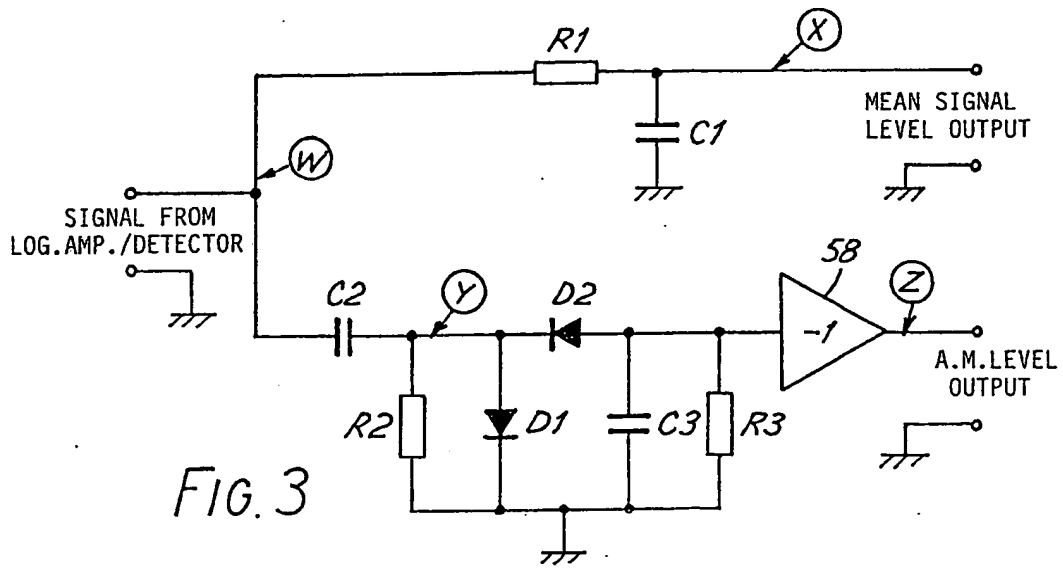 R1
X
MEAN SIGNAL
LEVEL OUTPUT
C1
W
SIGNAL FROM
LOG.AMP./DETECTOR
58
C2
Y
D2
Z
-1
A.M.LEVEL
OUTPUT
R2
D1
C3
R3
FIG. 3